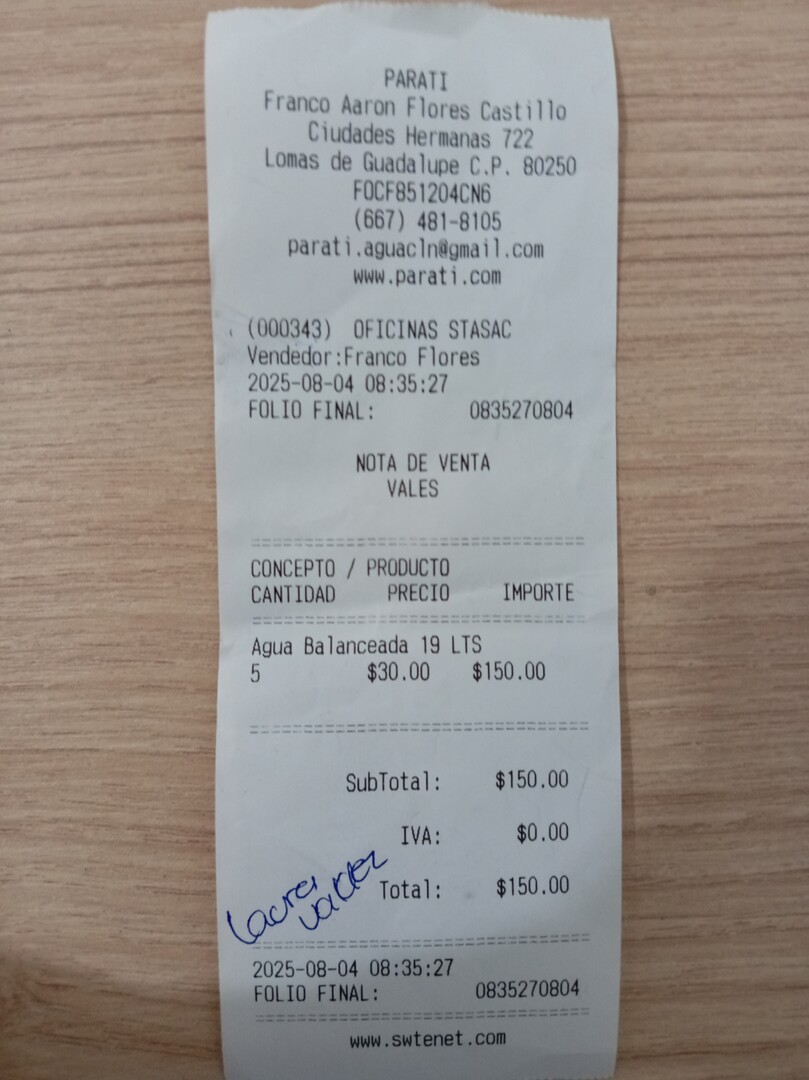 PARATI
Franco Aaron Flores Castillo
Ciudades Hermanas 722
Lomas de Guadalupe C.P. 80250
FOCF851204CN6
(667) 481-8105
parati.aguacln@gmail.com
www.parati.com
(000343) OFICINAS STASAC
Vendedor:Franco Flores
2025-08-04 08:35:27
FOLIO FINAL: 0835270804
NOTA DE VENTA
VALES
CONCEPTO / PRODUCTO
CANTIDAD PRECIO IMPORTE
Agua Balanceada 19 LTS
5 $30.00 $150.00
SubTotal: $150.00
IVA: $0.00
Total: $150.00
2025-08-04 08:35:27
FOLIO FINAL: 0835270804
www.swtenet.com